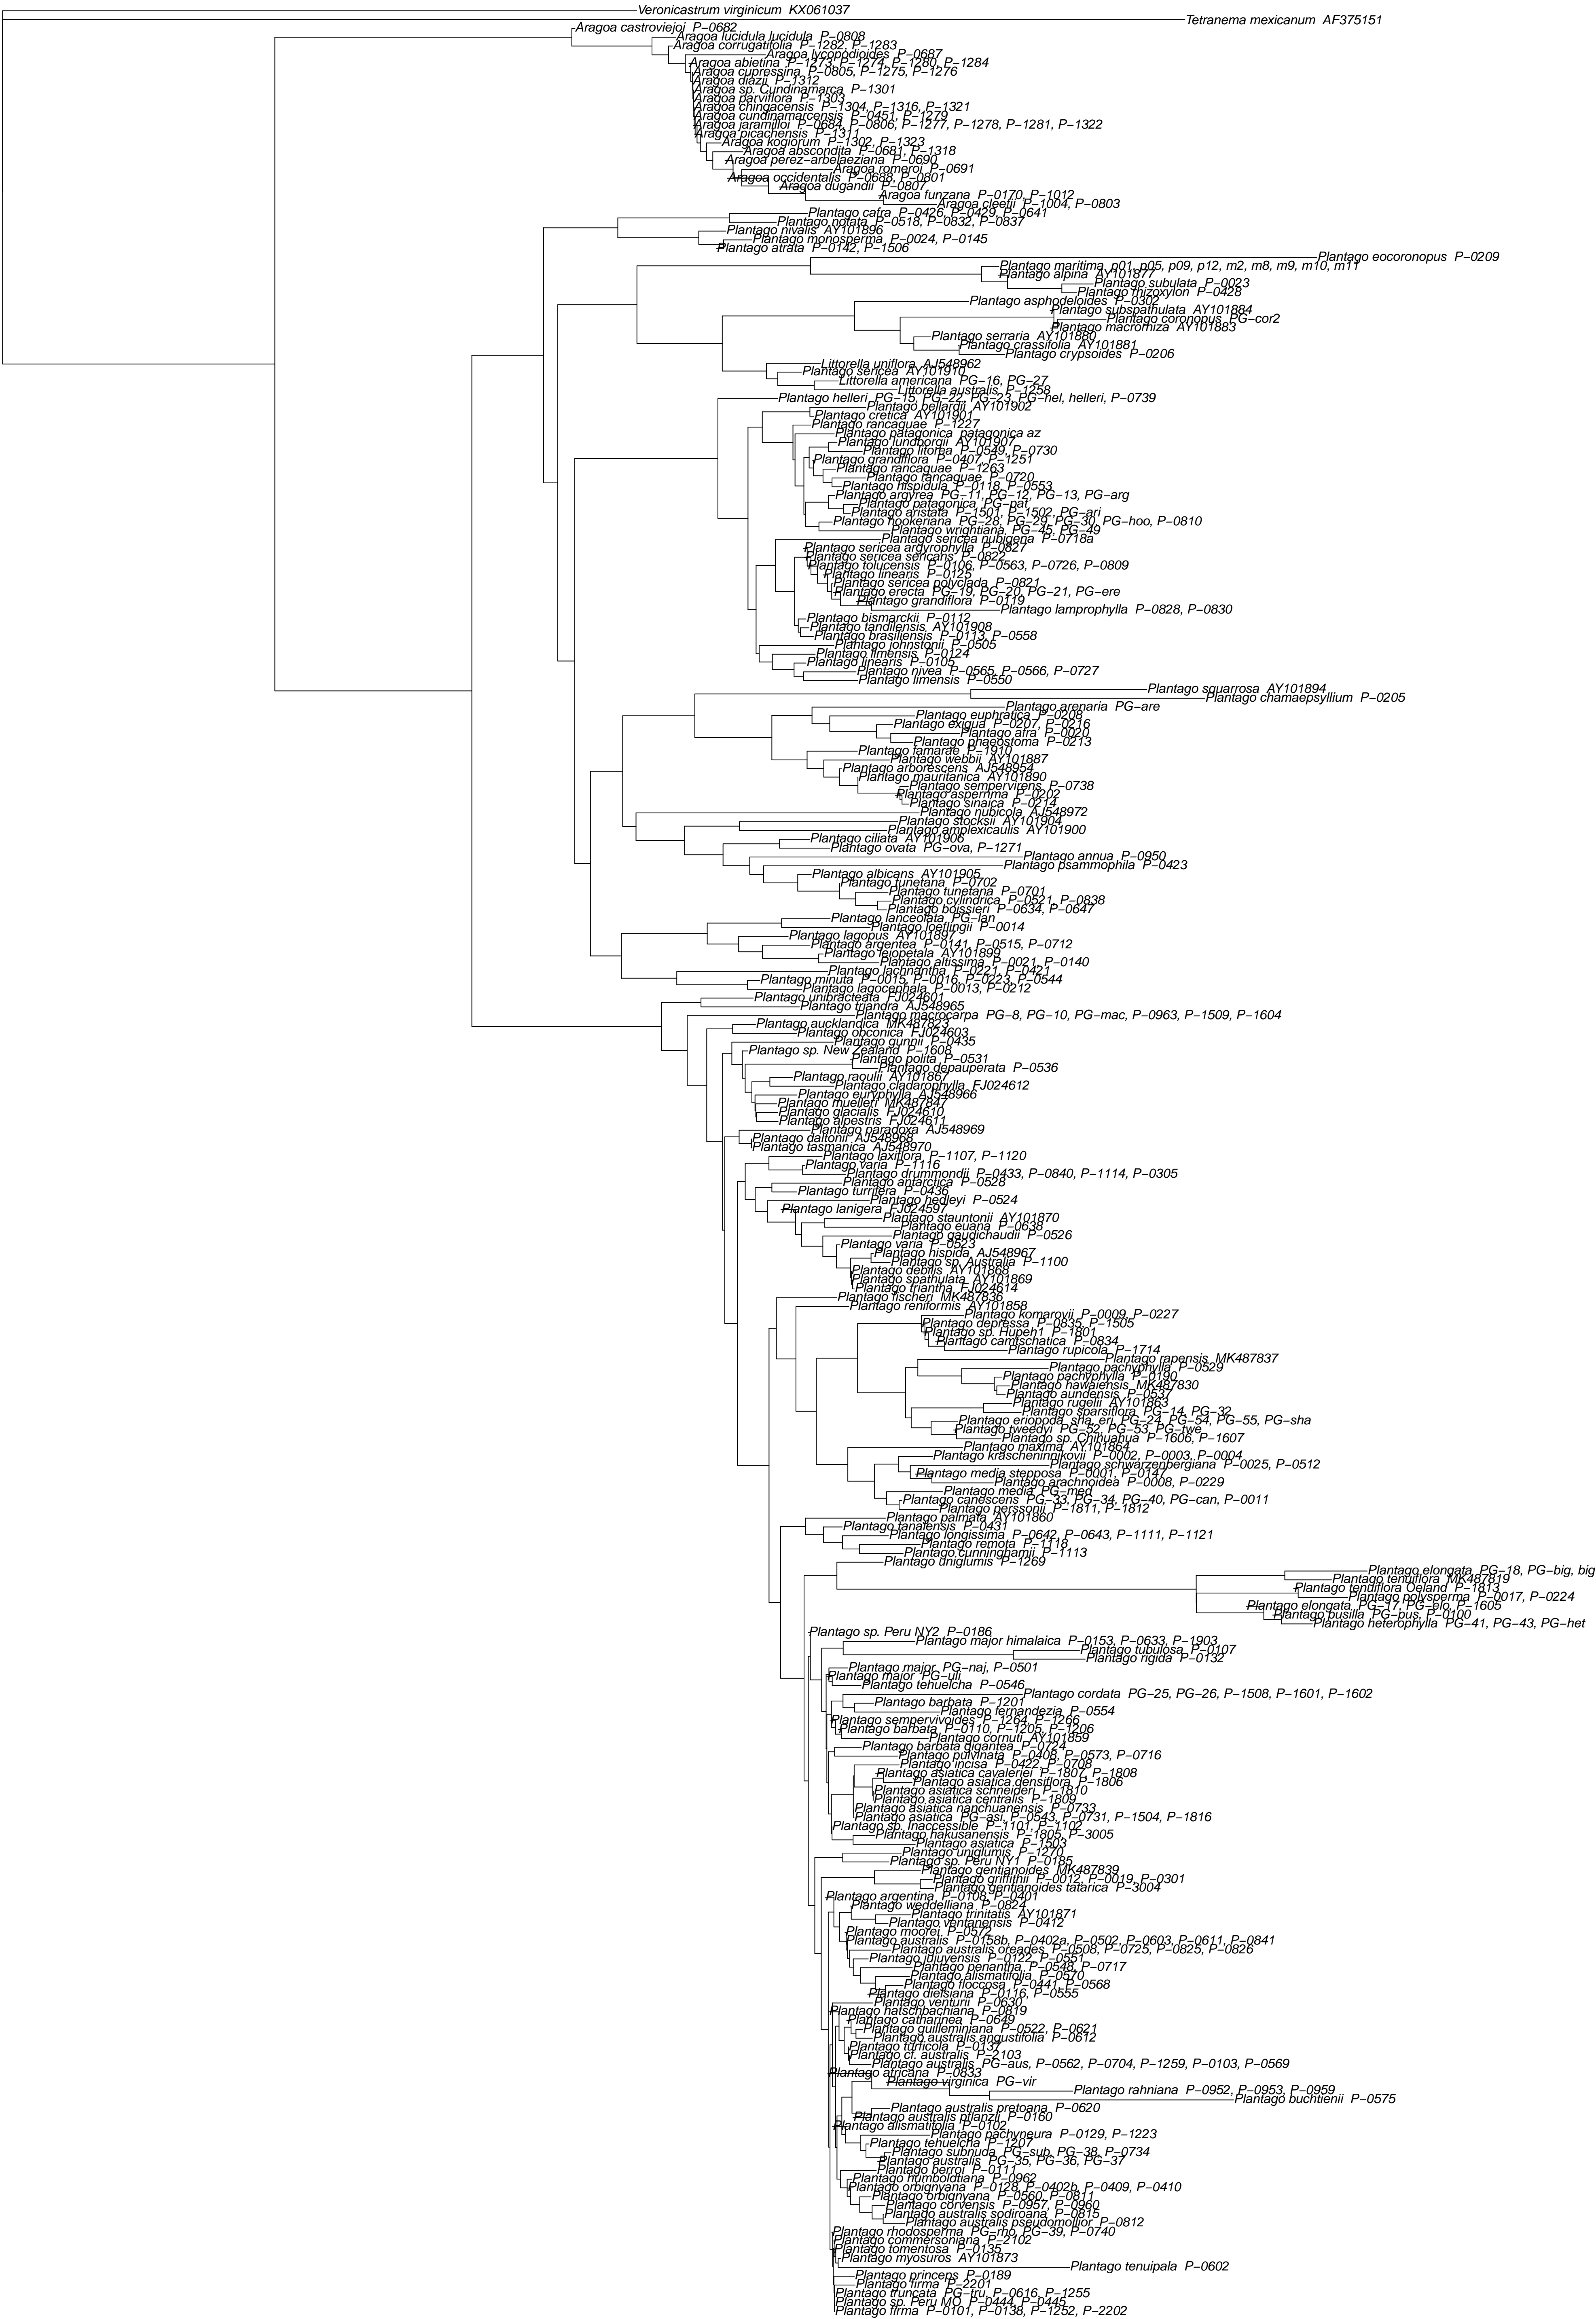 Veronicastrum virginicum KX061037
Tetranema mexicanum AF375151
Aragoa castroviejoi P−0682
Aragoa lucidula lucidula P−0808
Aragoa corrugatifolia P−1282, P−1283
Aragoa lycopodioides P−0687
Aragoa abietina P−1273, P−1274, P−1280, P−1284
Aragoa cupressina P−0805, P−1275, P−1276
Aragoa diazii P−1312
Aragoa sp. Cundinamarca P−1301
Aragoa parviflora P−1303
Aragoa chingacensis P−1304, P−1316, P−1321
Aragoa cundinamarcensis P−0451, P−1279
Aragoa jaramilloi P−0684, P−0806, P−1277, P−1278, P−1281, P−1322
Aragoa picachensis P−1311
Aragoa kogiorum P−1302, P−1323
Aragoa abscondita P−0681, P−1318
Aragoa perez−arbelaeziana P−0690
Aragoa romeroi P−0691
Aragoa occidentalis P−0688, P−0801
Aragoa dugandii P−0807
Aragoa funzana P−0170, P−1012
Aragoa cleefii P−1004, P−0803
Plantago cafra P−0426, P−0429, P−0641
Plantago notata P−0518, P−0832, P−0837
Plantago nivalis AY101896
Plantago monosperma P−0024, P−0145
Plantago atrata P−0142, P−1506
Plantago eocoronopus P−0209
Plantago maritima p01, p05, p09, p12, m2, m8, m9, m10, m11
Plantago alpina AY101877
Plantago subulata P−0023
Plantago rhizoxylon P−0428
Plantago asphodeloides P−0302
Plantago subspathulata AY101884
Plantago coronopus PG−cor2
Plantago macrorhiza AY101883
Plantago serraria AY101880
Plantago crassifolia AY101881
Plantago crypsoides P−0206
Littorella uniflora AJ548962
Plantago sericea AY101910
Littorella americana PG−16, PG−27
Littorella australis P−1258
Plantago helleri PG−15, PG−22, PG−23, PG−hel, helleri, P−0739
Plantago bellardii AY101902
Plantago cretica AY101901
Plantago rancaguae P−1227
Plantago patagonica patagonica az
Plantago lundborgii AY101907
Plantago litorea P−0549, P−0730
Plantago grandiflora P−0407, P−1251
Plantago rancaguae P−1263
Plantago rancaguae P−0720
Plantago hispidula P−0118, P−0553
Plantago argyrea PG−11, PG−12, PG−13, PG−arg
Plantago patagonica PG−pat
Plantago aristata P−1501, P−1502, PG−ari
Plantago hookeriana PG−28, PG−29, PG−30, PG−hoo, P−0810
Plantago wrightiana PG−45, PG−49
Plantago sericea nubigena P−0718a
Plantago sericea argyrophylla P−0827
Plantago sericea sericans P−0822
Plantago tolucensis P−0106, P−0563, P−0726, P−0809
Plantago linearis P−0125
Plantago sericea polyclada P−0821
Plantago erecta PG−19, PG−20, PG−21, PG−ere
Plantago grandiflora P−0119
Plantago lamprophylla P−0828, P−0830
Plantago bismarckii P−0112
Plantago tandilensis AY101908
Plantago brasiliensis P−0113, P−0558
Plantago johnstonii P−0505
Plantago limensis P−0124
Plantago linearis P−0105
Plantago nivea P−0565, P−0566, P−0727
Plantago limensis P−0550
Plantago squarrosa AY101894
Plantago chamaepsyllium P−0205
Plantago arenaria PG−are
Plantago euphratica P−0208
Plantago exigua P−0207, P−0216
Plantago afra P−0020
Plantago phaeostoma P−0213
Plantago famarae P−1910
Plantago webbii AY101887
Plantago arborescens AJ548954
Plantago mauritanica AY101890
Plantago sempervirens P−0738
Plantago asperrima P−0202
Plantago sinaica P−0214
Plantago nubicola AJ548972
Plantago stocksii AY101904
Plantago amplexicaulis AY101900
Plantago ciliata AY101906
Plantago ovata PG−ova, P−1271
Plantago annua P−0950
Plantago psammophila P−0423
Plantago albicans AY101905
Plantago tunetana P−0702
Plantago tunetana P−0701
Plantago cylindrica P−0521, P−0838
Plantago boissieri P−0634, P−0647
Plantago lanceolata PG−lan
Plantago loeflingii P−0014
Plantago lagopus AY101897
Plantago argentea P−0141, P−0515, P−0712
Plantago leiopetala AY101899
Plantago altissima P−0021, P−0140
Plantago lachnantha P−0221, P−0421
Plantago minuta P−0015, P−0016, P−0223, P−0544
Plantago lagocephala P−0013, P−0212
Plantago unibracteata FJ024601
Plantago triandra AJ548965
Plantago macrocarpa PG−8, PG−10, PG−mac, P−0963, P−1509, P−1604
Plantago aucklandica MK487823
Plantago obconica FJ024603
Plantago gunnii P−0435
Plantago sp. New Zealand P−1608
Plantago polita P−0531
Plantago depauperata P−0536
Plantago raoulii AY101867
Plantago cladarophylla FJ024612
Plantago euryphylla AJ548966
Plantago muelleri MK487847
Plantago glacialis FJ024610
Plantago alpestris FJ024611
Plantago paradoxa AJ548969
Plantago daltonii AJ548968
Plantago tasmanica AJ548970
Plantago laxiflora P−1107, P−1120
Plantago varia P−1116
Plantago drummondii P−0433, P−0840, P−1114, P−0305
Plantago antarctica P−0528
Plantago turrifera P−0436
Plantago hedleyi P−0524
Plantago lanigera FJ024597
Plantago stauntonii AY101870
Plantago euana P−0638
Plantago gaudichaudii P−0526
Plantago varia P−0523
Plantago hispida AJ548967
Plantago sp. Australia P−1100
Plantago debilis AY101868
Plantago spathulata AY101869
Plantago triantha FJ024614
Plantago fischeri MK487836
Plantago reniformis AY101858
Plantago komarovii P−0009, P−0227
Plantago depressa P−0835, P−1505
Plantago sp. Hupeh1 P−1801
Plantago camtschatica P−0834
Plantago rupicola P−1714
Plantago rapensis MK487837
Plantago pachyphylla P−0529
Plantago pachyphylla P−0190
Plantago hawaiensis MK487830
Plantago aundensis P−0537
Plantago rugelii AY101863
Plantago sparsiflora PG−14, PG−32
Plantago eriopoda sha, eri, PG−24, PG−54, PG−55, PG−sha
Plantago tweedyi PG−52, PG−53, PG−twe
Plantago sp. Chihuahua P−1606, P−1607
Plantago maxima AY101864
Plantago krascheninnikovii P−0002, P−0003, P−0004
Plantago schwarzenbergiana P−0025, P−0512
Plantago media stepposa P−0001, P−0147
Plantago arachnoidea P−0008, P−0229
Plantago media PG−med
Plantago canescens PG−33, PG−34, PG−40, PG−can, P−0011
Plantago perssonii P−1811, P−1812
Plantago palmata AY101860
Plantago tanalensis P−0431
Plantago longissima P−0642, P−0643, P−1111, P−1121
Plantago remota P−1118
Plantago cunninghamii P−1113
Plantago uniglumis P−1269
Plantago elongata PG−18, PG−big, big
Plantago tenuiflora MK487819
Plantago tenuiflora Oeland P−1813
Plantago polysperma P−0017, P−0224
Plantago elongata PG−17, PG−elo, P−1605
Plantago pusilla PG−pus, P−0100
Plantago heterophylla PG−41, PG−43, PG−het
Plantago sp. Peru NY2 P−0186
Plantago major himalaica P−0153, P−0633, P−1903
Plantago tubulosa P−0107
Plantago rigida P−0132
Plantago major PG−naj, P−0501
Plantago major PG−uli
Plantago tehuelcha P−0546
Plantago cordata PG−25, PG−26, P−1508, P−1601, P−1602
Plantago barbata P−1201
Plantago fernandezia P−0554
Plantago sempervivoides P−1264, P−1266
Plantago barbata P−0110, P−1205, P−1206
Plantago cornuti AY101859
Plantago barbata gigantea P−0724
Plantago pulvinata P−0408, P−0573, P−0716
Plantago incisa P−0422, P−0708
Plantago asiatica cavaleriei P−1807, P−1808
Plantago asiatica densiflora P−1806
Plantago asiatica schneideri P−1810
Plantago asiatica centralis P−1809
Plantago asiatica nanchuanensis P−0733
Plantago asiatica PG−asi, P−0543, P−0731, P−1504, P−1816
Plantago sp. Inaccessible P−1101, P−1102
Plantago hakusanensis P−1805, P−3005
Plantago asiatica P−1503
Plantago uniglumis P−1270
Plantago sp. Peru NY1 P−0185
Plantago gentianoides MK487839
Plantago griffithii P−0012, P−0019, P−0301
Plantago gentianoides tatarica P−3004
Plantago argentina P−0108, P−0401
Plantago weddelliana P−0824
Plantago trinitatis AY101871
Plantago ventanensis P−0412
Plantago moorei P−0572
Plantago australis P−0158b, P−0402a, P−0502, P−0603, P−0611, P−0841
Plantago australis oreades P−0508, P−0725, P−0825, P−0826
Plantago jujuyensis P−0122, P−0551
Plantago penantha P−0548, P−0717
Plantago alismatifolia P−0570
Plantago floccosa P−0441, P−0568
Plantago dielsiana P−0116, P−0555
Plantago venturii P−0630
Plantago hatschbachiana P−0819
Plantago catharinea P−0649
Plantago guilleminiana P−0522, P−0621
Plantago australis angustifolia P−0612
Plantago turficola P−0137
Plantago cf. australis P−2103
Plantago australis PG−aus, P−0562, P−0704, P−1259, P−0103, P−0569
Plantago africana P−0833
Plantago virginica PG−vir
Plantago rahniana P−0952, P−0953, P−0959
Plantago buchtienii P−0575
Plantago australis pretoana P−0620
Plantago australis pflanzii P−0160
Plantago alismatifolia P−0102
Plantago pachyneura P−0129, P−1223
Plantago tehuelcha P−1207
Plantago subnuda PG−sub, PG−38, P−0734
Plantago australis PG−35, PG−36, PG−37
Plantago berroi P−0111
Plantago humboldtiana P−0962
Plantago orbignyana P−0128, P−0402b, P−0409, P−0410
Plantago orbignyana P−0560, P−0811
Plantago corvensis P−0957, P−0960
Plantago australis sodiroana P−0815
Plantago australis pseudomollior P−0812
Plantago rhodosperma PG−rho, PG−39, P−0740
Plantago commersoniana P−2102
Plantago tomentosa P−0135
Plantago myosuros AY101873
Plantago tenuipala P−0602
Plantago princeps P−0189
Plantago firma P−2201
Plantago truncata PG−tru, P−0616, P−1255
Plantago sp. Peru MO P−0444, P−0445
Plantago firma P−0101, P−0138, P−1252, P−2202